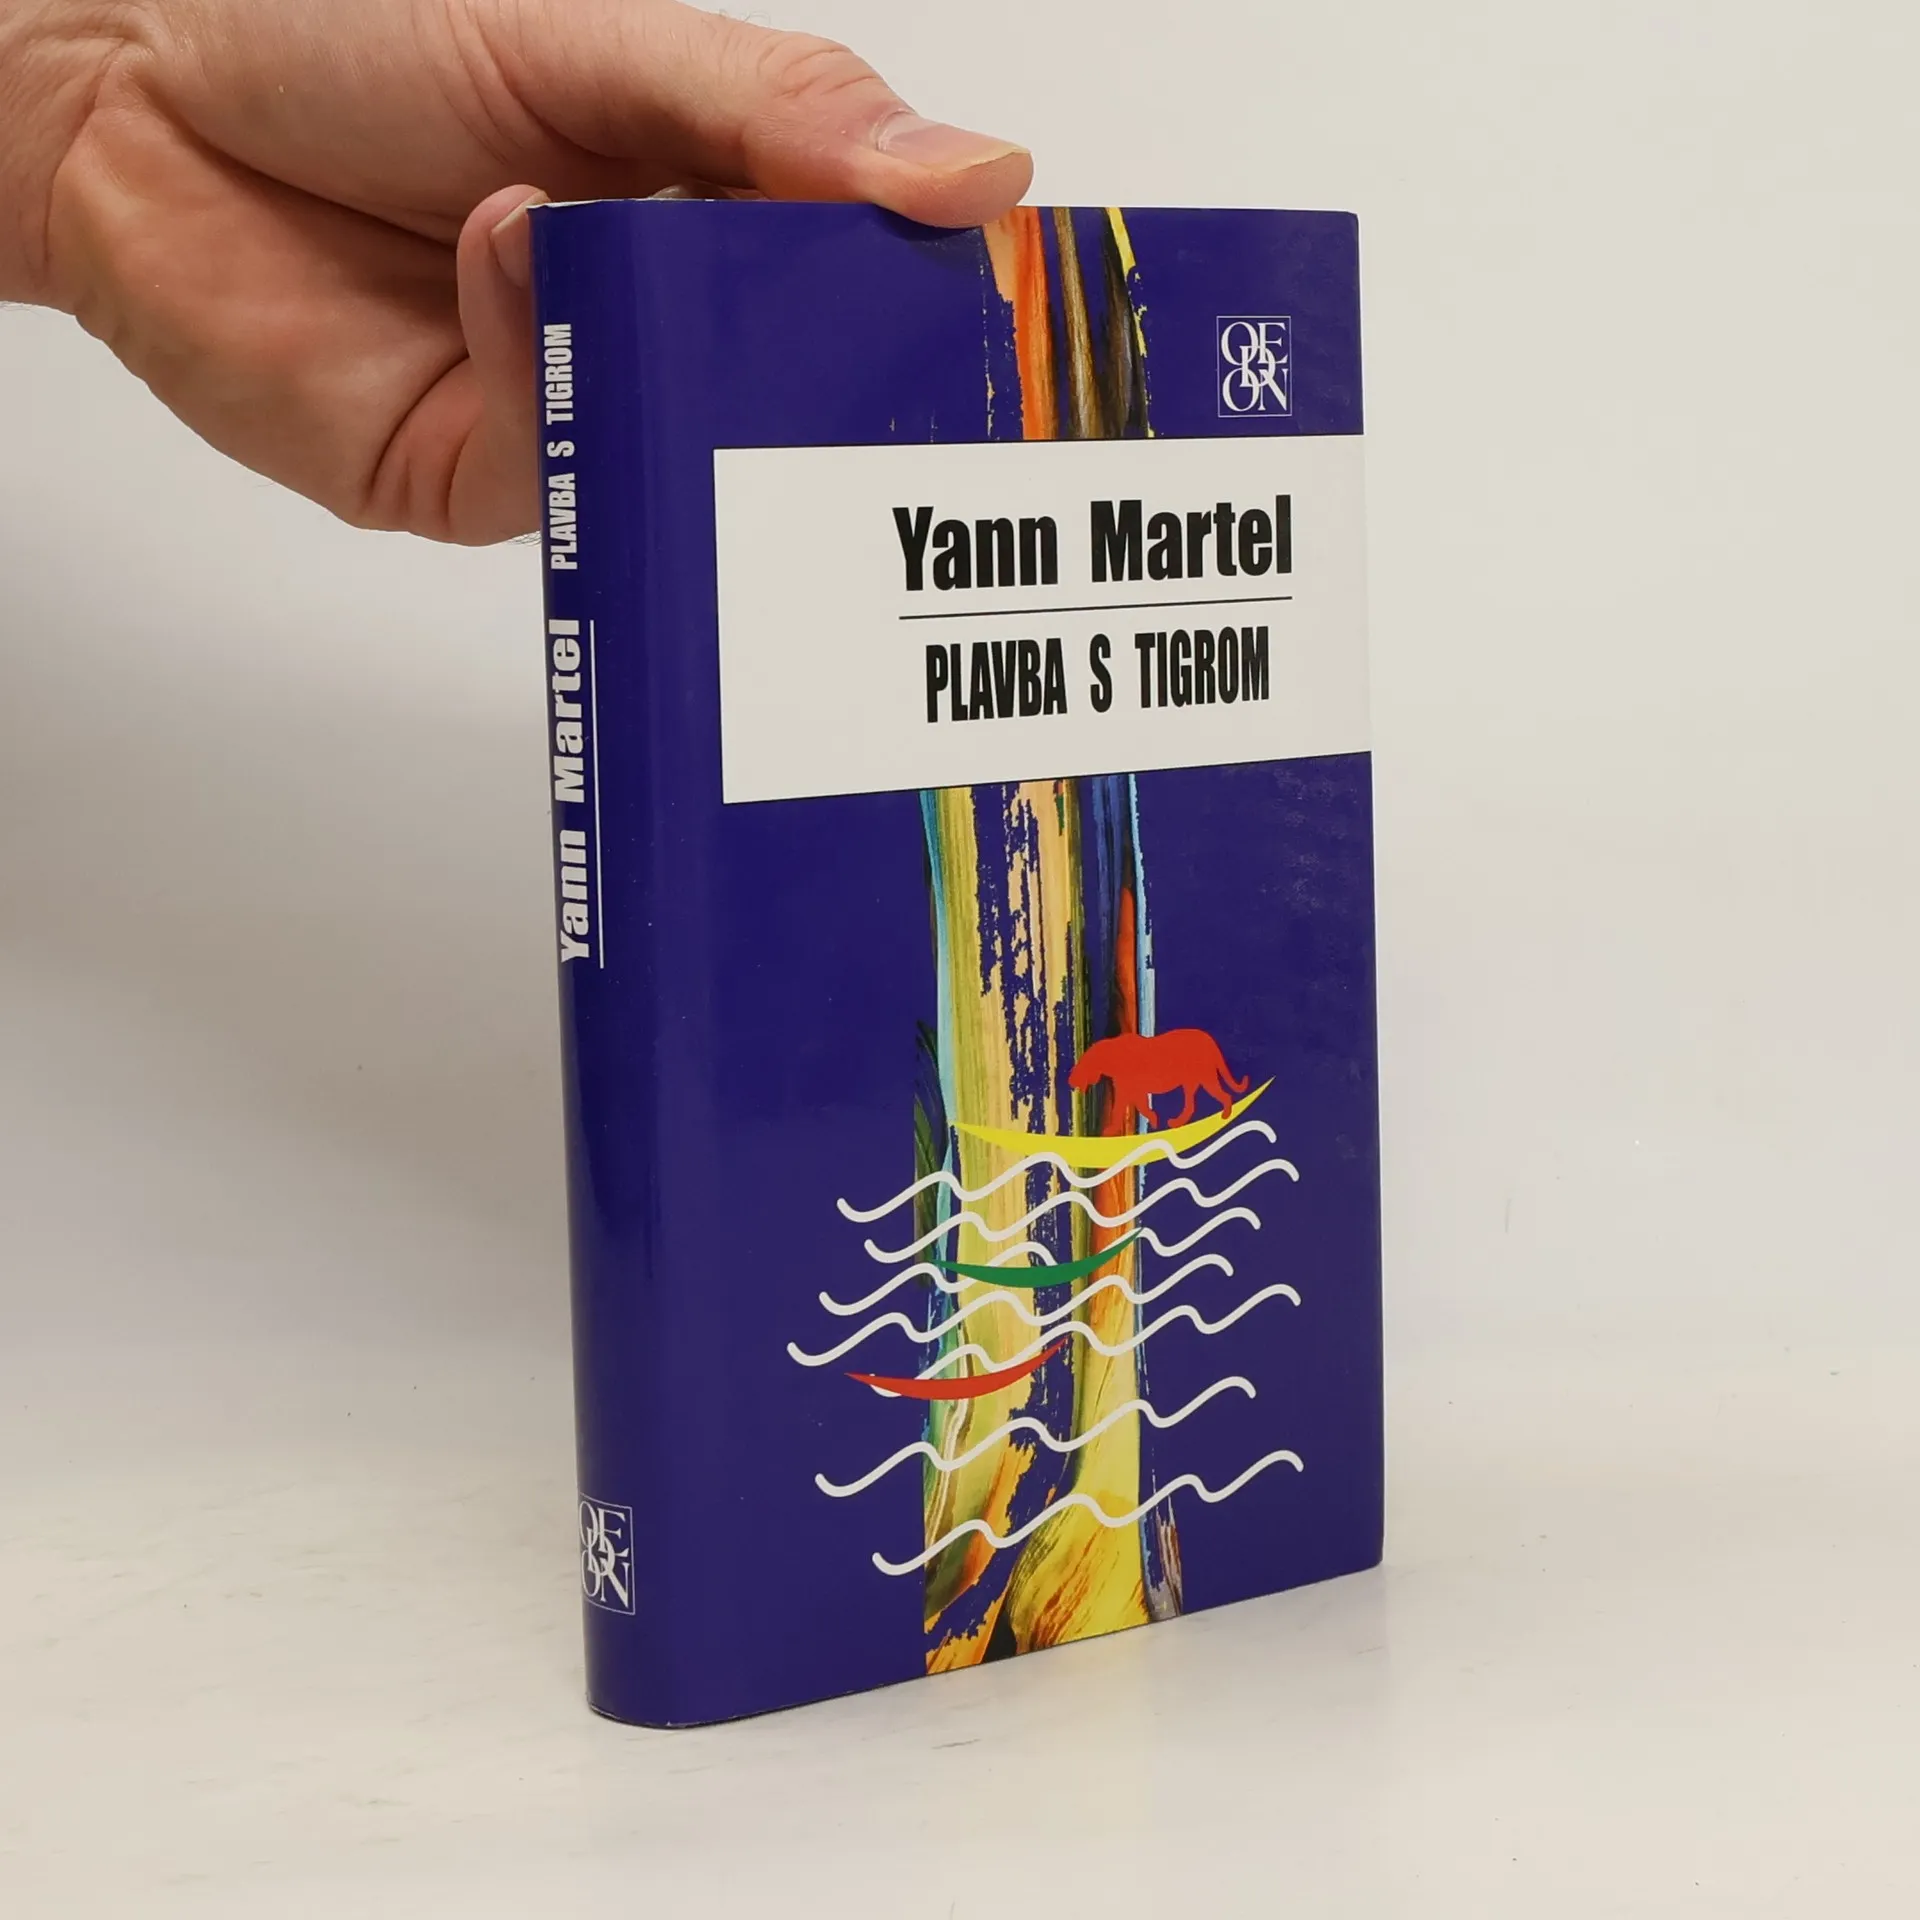 ODEON
Yann Martel
PLAVBA S TIGROM
Yann Martel PLAVBA S TIGROM
ODEON